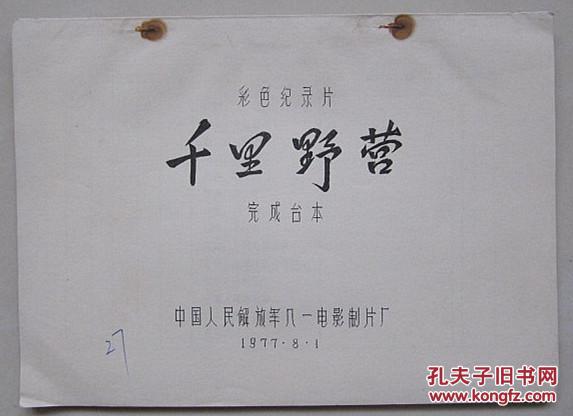 彩色纪录片
千里野营
完成台本
中国人民解放军八一电影制片厂
1977·8·1
27
孔夫子旧书网
KONGFZ.COM